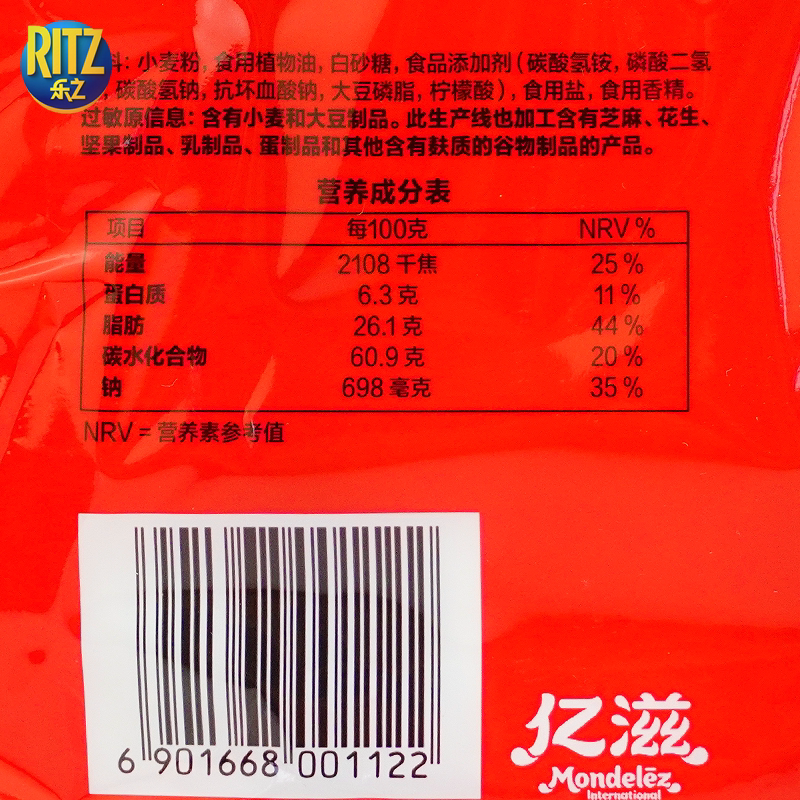 RITZ
乐之
料: 小麦粉, 食用植物油, 白砂糖, 食品添加剂 (碳酸氢铵, 磷酸二氢
, 碳酸氢钠, 抗坏血酸钠, 大豆磷脂, 柠檬酸), 食用盐, 食用香精。
过敏原信息: 含有小麦和大豆制品。此生产线也加工含有芝麻、花生、
坚果制品、乳制品、蛋制品和其他含有麸质的谷物制品的产品。
营养成分表
项目 每100克 NRV %
能量 2108 千焦 25 %
蛋白质 6.3 克 11 %
脂肪 26.1 克 44 %
碳水化合物 60.9 克 20 %
钠 698 毫克 35 %
NRV = 营养素参考值
6 901668 001122
亿滋
Mondelēz
International